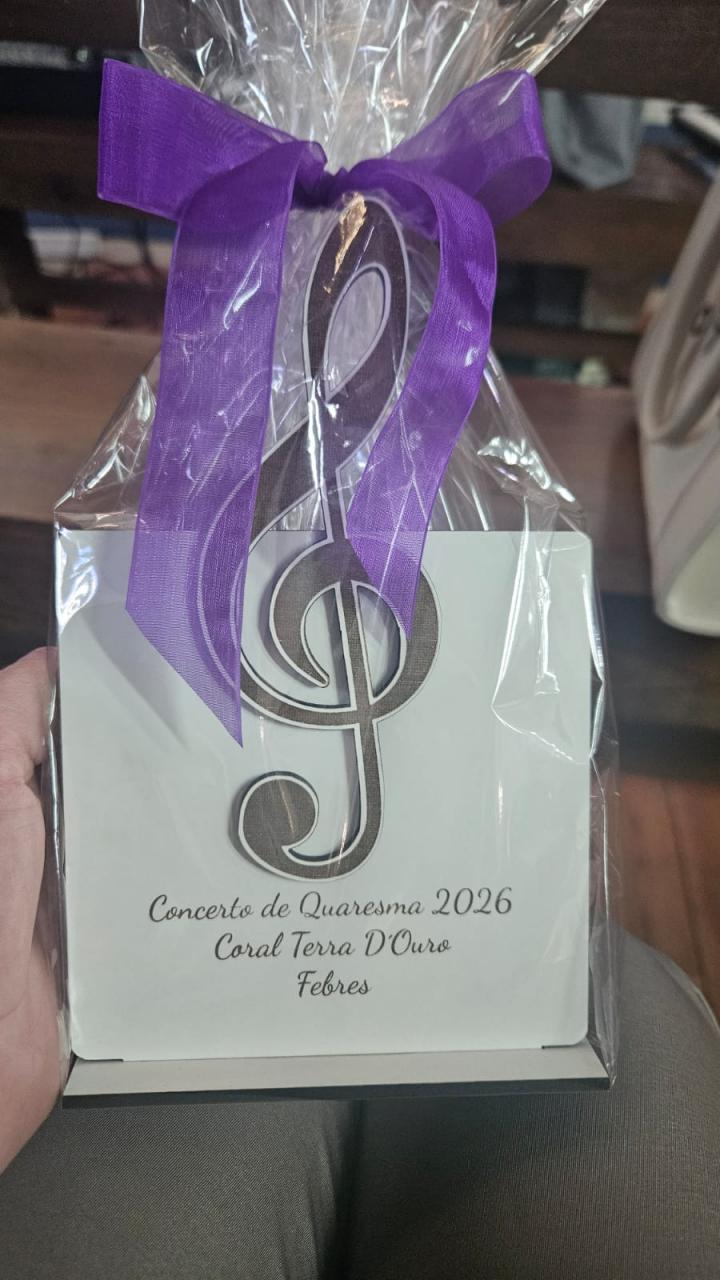 Concerto de Quaresma 2026
Coral Terra D'Ouro
Febres